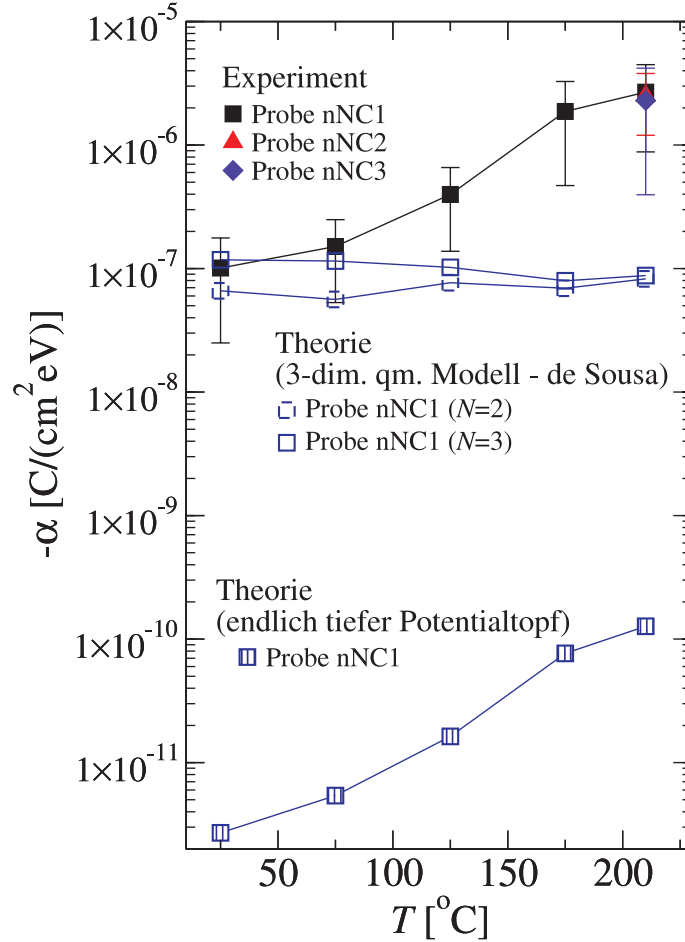 1×10⁻⁵
Experiment
Probe nNC1
Probe nNC2
Probe nNC3
1×10⁻⁶
1×10⁻⁷
Theorie
(3-dim. qm. Modell - de Sousa)
Probe nNC1 (N=2)
Probe nNC1 (N=3)
1×10⁻⁸
1×10⁻⁹
-α [C/(cm² eV)]
Theorie
(endlich tiefer Potentialtopf)
Probe nNC1
1×10⁻¹⁰
1×10⁻¹¹
50 100 150 200
T [°C]